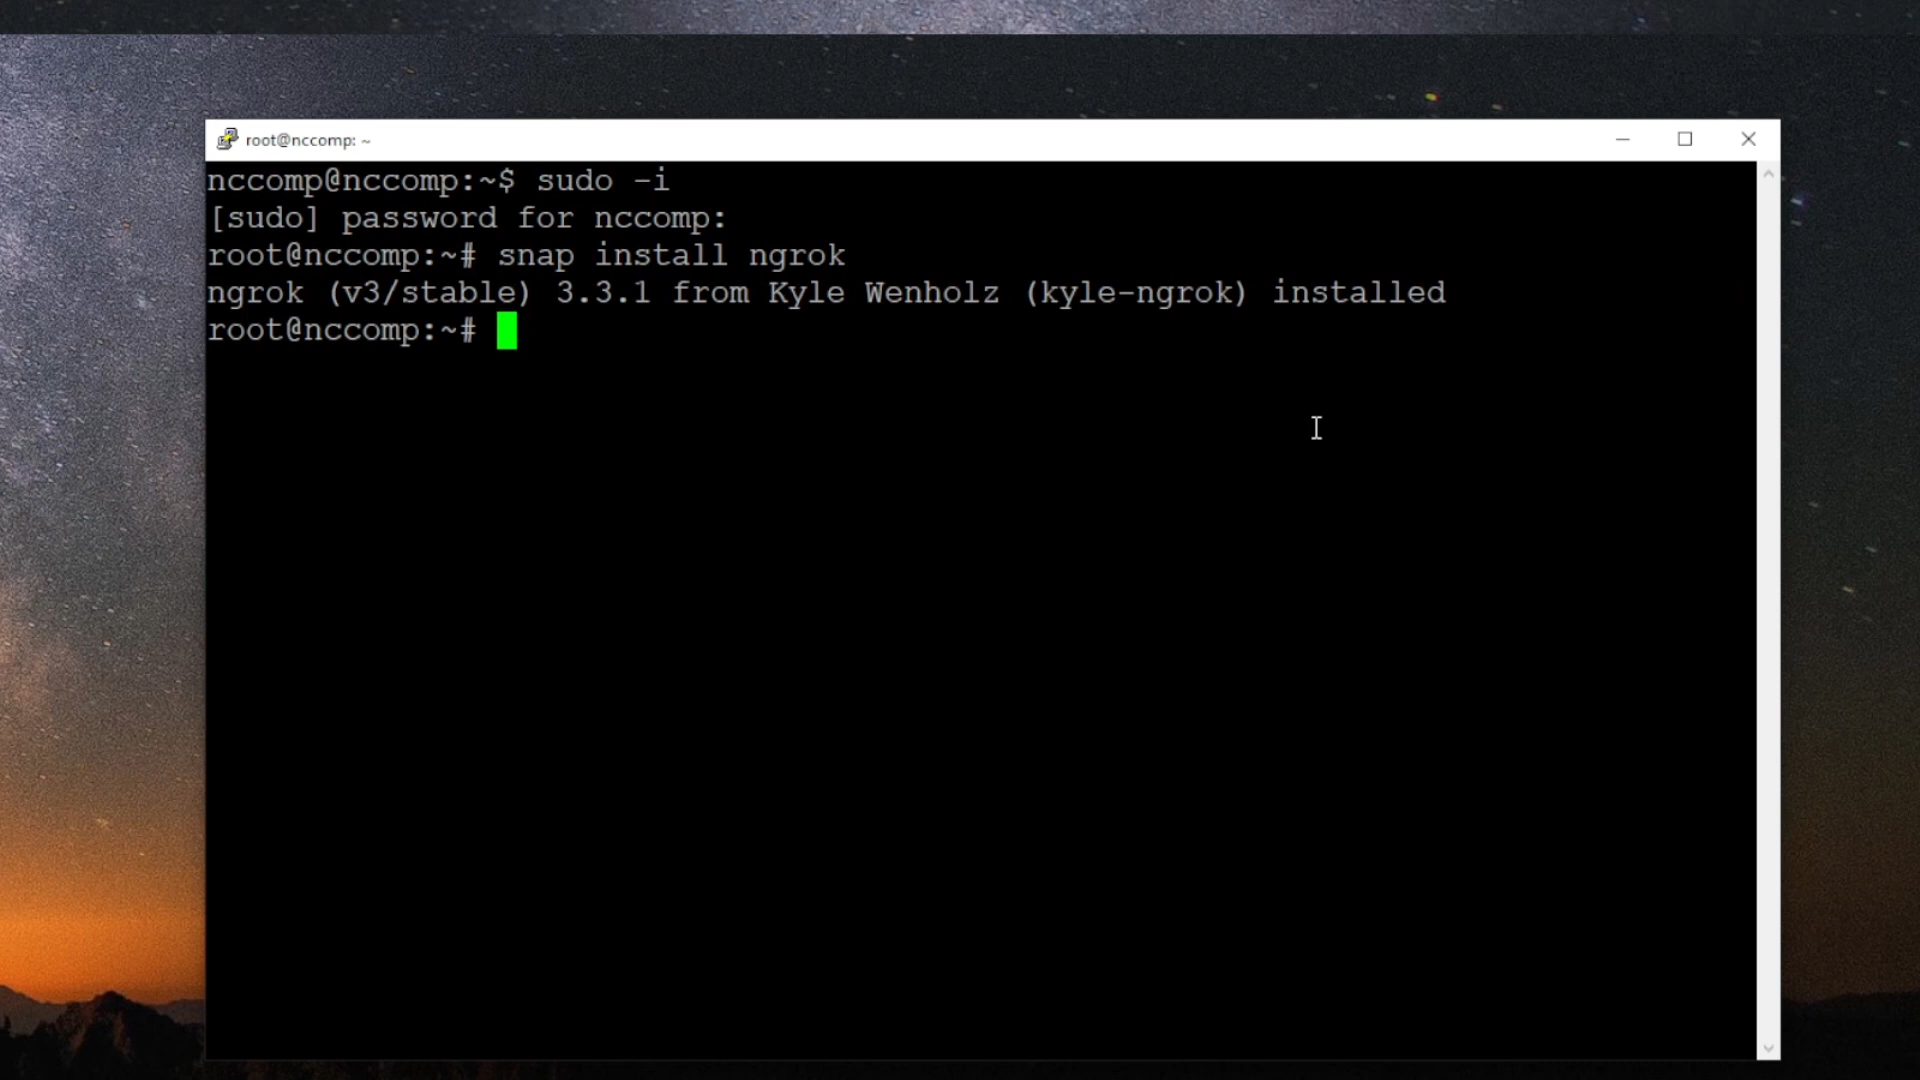 root@nccomp: ~
nccomp@nccomp:~$ sudo -i
[sudo] password for nccomp:
root@nccomp:~# snap install ngrok
ngrok (v3/stable) 3.3.1 from Kyle Wenholz (kyle-ngrok) installed
root@nccomp:~#